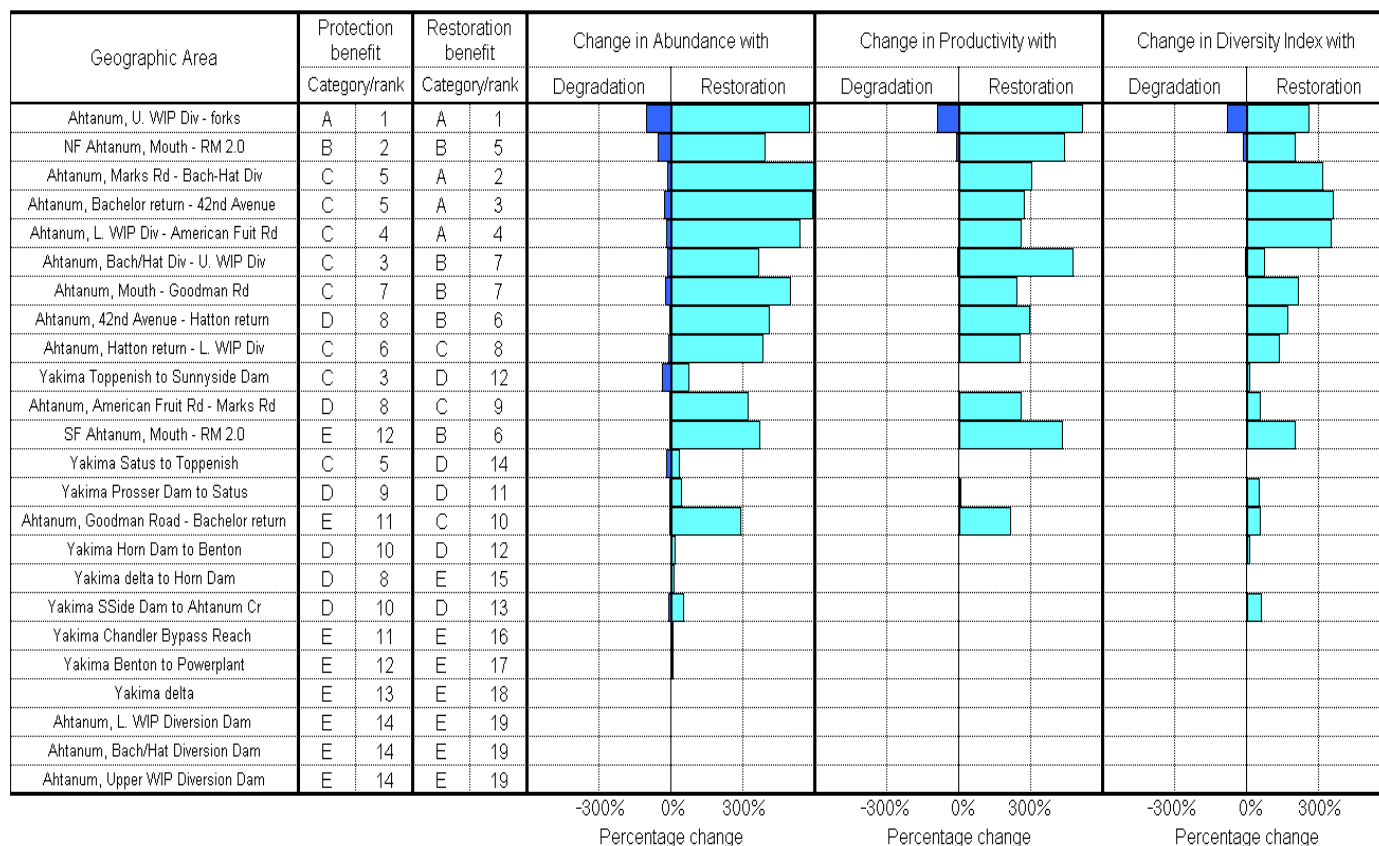 Geographic Area
Protection benefit
Restoration benefit
Change in Abundance with
Change in Productivity with
Change in Diversity Index with
Category/rank Category/rank Degradation Restoration Degradation Restoration Degradation Restoration
Ahtanum, U. WIP Div - forks A 1 A 1
NF Ahtanum, Mouth - RM 2.0 B 2 B 5
Ahtanum, Marks Rd - Bach-Hat Div C 5 A 2
Ahtanum, Bachelor return - 42nd Avenue C 5 A 3
Ahtanum, L. WIP Div - American Fuit Rd C 4 A 4
Ahtanum, Bach/Hat Div - U. WIP Div C 3 B 7
Ahtanum, Mouth - Goodman Rd C 7 B 7
Ahtanum, 42nd Avenue - Hatton return D 8 B 6
Ahtanum, Hatton return - L. WIP Div C 6 C 8
Yakima Toppenish to Sunnyside Dam C 3 D 12
Ahtanum, American Fruit Rd - Marks Rd D 8 C 9
SF Ahtanum, Mouth - RM 2.0 E 12 B 6
Yakima Satus to Toppenish C 5 D 14
Yakima Prosser Dam to Satus D 9 D 11
Ahtanum, Goodman Road - Bachelor return E 11 C 10
Yakima Horn Dam to Benton D 10 D 12
Yakima delta to Horn Dam D 8 E 15
Yakima SSide Dam to Ahtanum Cr D 10 D 13
Yakima Chandler Bypass Reach E 11 E 16
Yakima Benton to Powerplant E 12 E 17
Yakima delta E 13 E 18
Ahtanum, L. WIP Diversion Dam E 14 E 19
Ahtanum, Bach/Hat Diversion Dam E 14 E 19
Ahtanum, Upper WIP Diversion Dam E 14 E 19
-300% 0% 300% -300% 0% 300% -300% 0% 300%
Percentage change Percentage change Percentage change